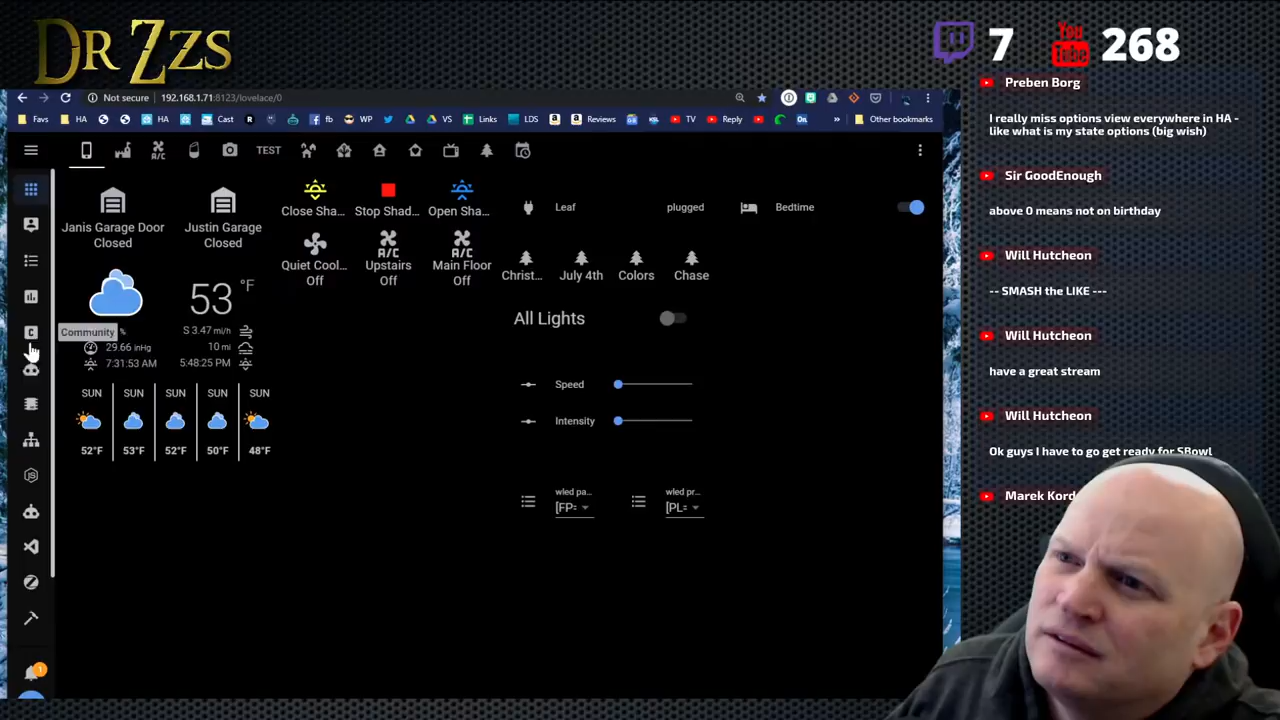 DR ZZS
7
YouTube 268
Not secure 192.168.1.71:8123/lovelace/0
Favs HA HA Cast fb WP VS Links LDS Reviews TV Reply Other bookmarks
TEST
Janis Garage Door
Closed
Justin Garage
Closed
Close Sha...
Stop Shad...
Open Sha...
Quiet Cool...
Off
A/C
Upstairs
Off
A/C
Main Floor
Off
Leaf plugged
Bedtime
Christ... July 4th Colors Chase
All Lights
Speed
Intensity
wled pa...
[FP=
wled pr...
[PL=
53 °F
Community %
29.66 inHg
7:31:53 AM
S 3.47 mi/h
10 mi
5:48:25 PM
SUN SUN SUN SUN SUN
52°F 53°F 52°F 50°F 48°F
1
Preben Borg
I really miss options view everywhere in HA -
like what is my state options (big wish)
Sir GoodEnough
above 0 means not on birthday
Will Hutcheon
-- SMASH the LIKE ---
Will Hutcheon
have a great stream
Will Hutcheon
Ok guys I have to go get ready for SBowl
Marek Kord